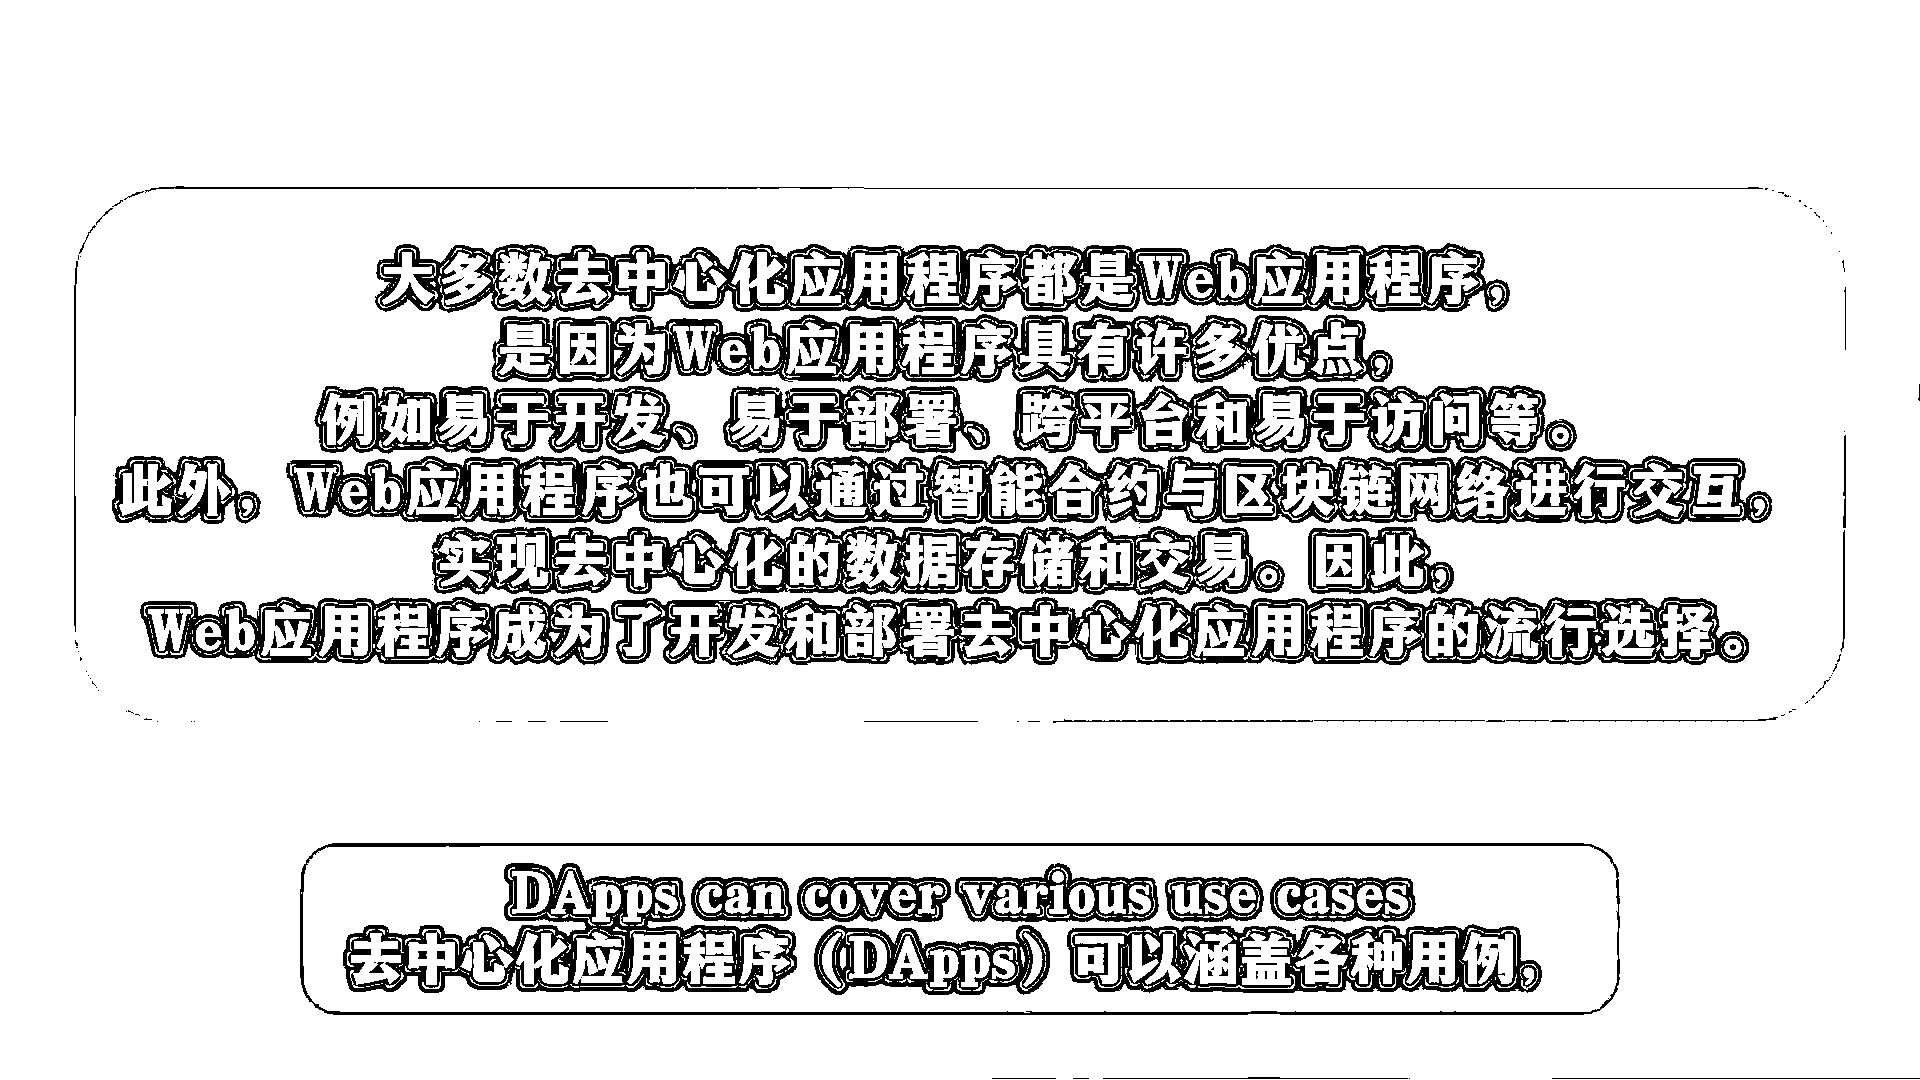 大多数去中心化应用程序都是Web应用程序，
是因为Web应用程序具有许多优点，
例如易于开发、易于部署、跨平台和易于访问等。
此外，Web应用程序也可以通过智能合约与区块链网络进行交互，
实现去中心化的数据存储和交易。因此，
Web应用程序成为了开发和部署去中心化应用程序的流行选择。
DApps can cover various use cases
去中心化应用程序（DApps）可以涵盖各种用例，